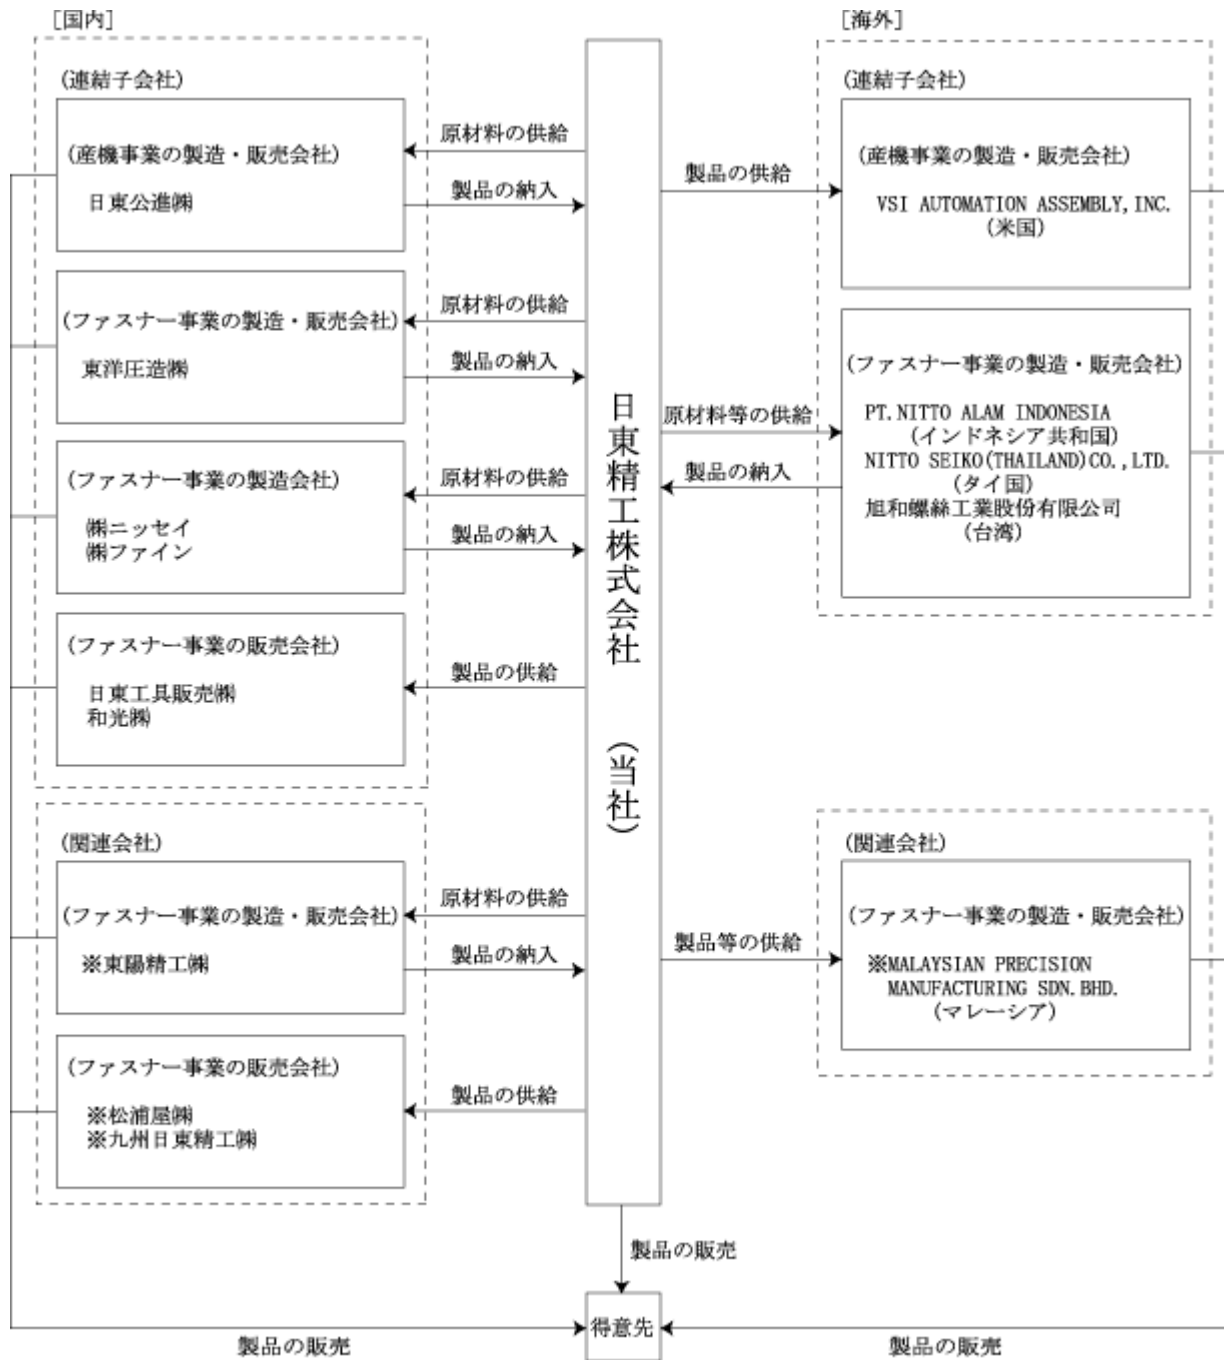 [国内]
(連結子会社)
(産機事業の製造・販売会社)
日東公進㈱
原材料の供給
製品の納入
(ファスナー事業の製造・販売会社)
東洋圧造㈱
原材料の供給
製品の納入
(ファスナー事業の製造会社)
㈱ニッセイ
㈱ファイン
原材料の供給
製品の納入
(ファスナー事業の販売会社)
日東工具販売㈱
和光㈱
製品の供給
(関連会社)
(ファスナー事業の製造・販売会社)
※東陽精工㈱
原材料の供給
製品の納入
(ファスナー事業の販売会社)
※松浦屋㈱
※九州日東精工㈱
製品の供給
日東精工株式会社 (当社)
[海外]
(連結子会社)
製品の供給
(産機事業の製造・販売会社)
VSI AUTOMATION ASSEMBLY,INC.
(米国)
原材料等の供給
製品の納入
(ファスナー事業の製造・販売会社)
PT.NITTO ALAM INDONESIA
(インドネシア共和国)
NITTO SEIKO(THAILAND)CO.,LTD.
(タイ国)
旭和螺絲工業股份有限公司
(台湾)
(関連会社)
製品等の供給
(ファスナー事業の製造・販売会社)
※MALAYSIAN PRECISION
MANUFACTURING SDN.BHD.
(マレーシア)
製品の販売
得意先
製品の販売
製品の販売